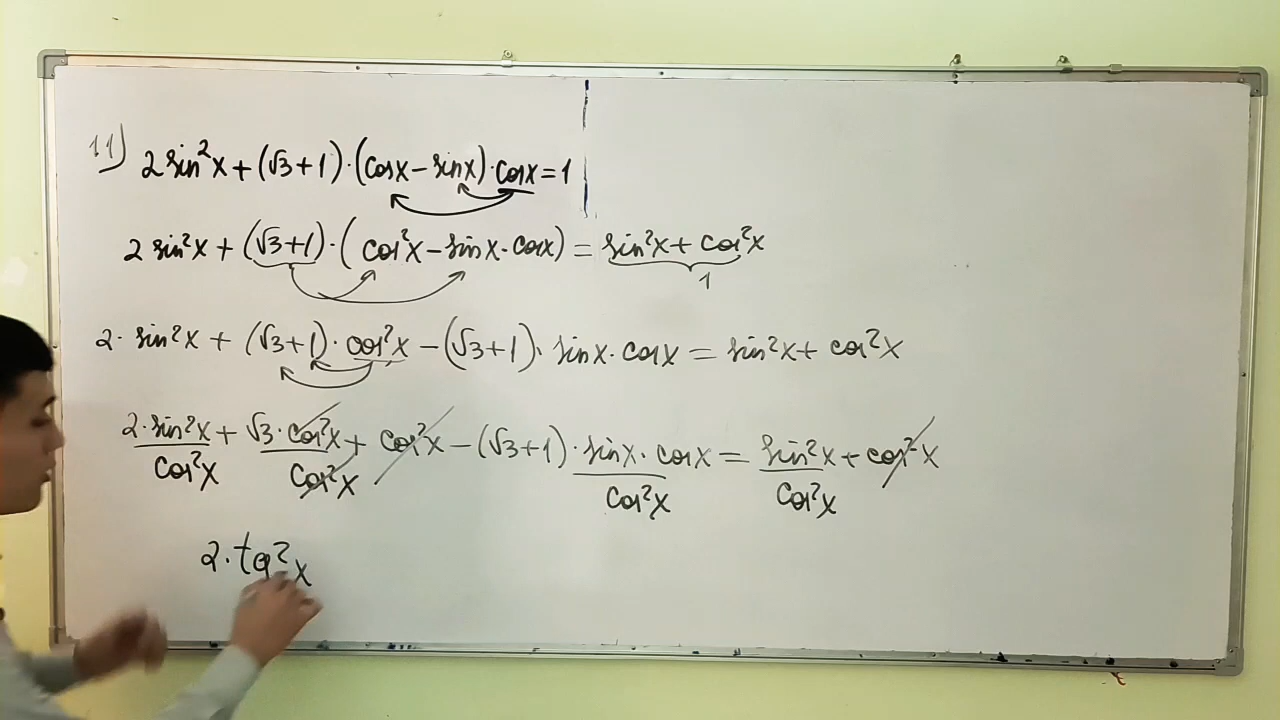 11) 2sin²x + (√3+1)·(cosx − sinx)·cosx = 1
2 sin²x + (√3+1)·(cos²x − sinx·cosx) = sin²x + cos²x
1
2·sin²x + (√3+1)·cos²x − (√3+1)·sinx·cosx = sin²x + cos²x
2·sin²x + √3·cos²x + cos²x − (√3+1)·sinx·cosx = sin²x + cos²x
cos²x cos²x cos²x cos²x
2·tg²x